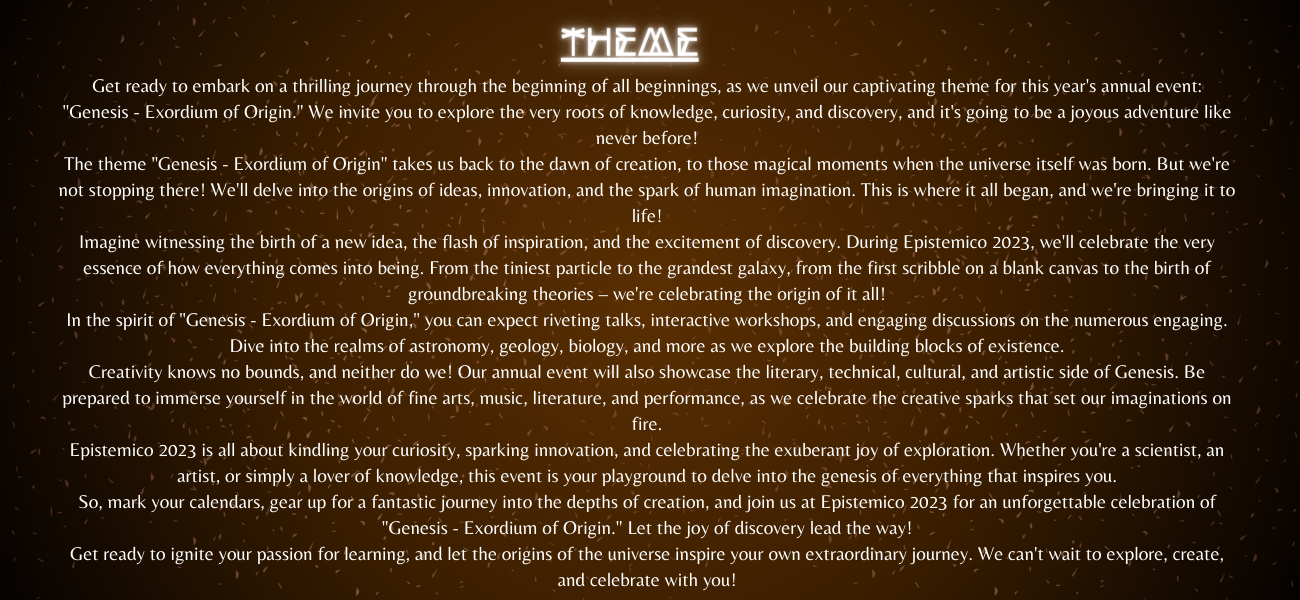 THEME
Get ready to embark on a thrilling journey through the beginning of all beginnings, as we unveil our captivating theme for this year's annual event:
"Genesis - Exordium of Origin." We invite you to explore the very roots of knowledge, curiosity, and discovery, and it's going to be a joyous adventure like
never before!
The theme "Genesis - Exordium of Origin" takes us back to the dawn of creation, to those magical moments when the universe itself was born. But we're
not stopping there! We'll delve into the origins of ideas, innovation, and the spark of human imagination. This is where it all began, and we're bringing it to
life!
Imagine witnessing the birth of a new idea, the flash of inspiration, and the excitement of discovery. During Epistemico 2023, we'll celebrate the very
essence of how everything comes into being. From the tiniest particle to the grandest galaxy, from the first scribble on a blank canvas to the birth of
groundbreaking theories – we're celebrating the origin of it all!
In the spirit of "Genesis - Exordium of Origin," you can expect riveting talks, interactive workshops, and engaging discussions on the numerous engaging.
Dive into the realms of astronomy, geology, biology, and more as we explore the building blocks of existence.
Creativity knows no bounds, and neither do we! Our annual event will also showcase the literary, technical, cultural, and artistic side of Genesis. Be
prepared to immerse yourself in the world of fine arts, music, literature, and performance, as we celebrate the creative sparks that set our imaginations on
fire.
Epistemico 2023 is all about kindling your curiosity, sparking innovation, and celebrating the exuberant joy of exploration. Whether you're a scientist, an
artist, or simply a lover of knowledge, this event is your playground to delve into the genesis of everything that inspires you.
So, mark your calendars, gear up for a fantastic journey into the depths of creation, and join us at Epistemico 2023 for an unforgettable celebration of
"Genesis - Exordium of Origin." Let the joy of discovery lead the way!
Get ready to ignite your passion for learning, and let the origins of the universe inspire your own extraordinary journey. We can't wait to explore, create,
and celebrate with you!